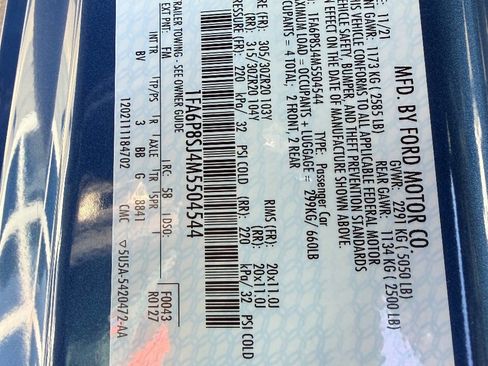 MFD. BY FORD MOTOR CO.
11/21 GVWR: 2291 KG ( 5050 LB)
FRONT GAWR: 1173 KG (2585 LB) REAR GAWR: 1134 KG ( 2500 LB)
THIS VEHICLE CONFORMS TO ALL APPLICABLE FEDERAL MOTOR
VEHICLE SAFETY, BUMPER, AND THEFT PREVENTION STANDARDS
IN EFFECT ON THE DATE OF MANUFACTURE SHOWN ABOVE.
: 1FA6P8SJ4M5504544 TYPE: Passenger Car
MAXIMUM LOAD = OCCUPANTS + LUGGAGE = 299KG/ 660LB
OCCUPANTS = 4 TOTAL: 2 FRONT, 2 REAR
305/30ZR20 103Y RIMS (FR): 20x11.0J
315/30ZR20 104Y (RR): 20x11.0J
PRESSURE (FR): 220 kPa/ 32 PSI COLD (RR): 220 kPa/ 32 PSI COLD
1FA6P8SJ4M5504544
TRAILER TOWING - SEE OWNER GUIDE
EXT PNT: EM LRC: 58 DSO: F0043
R0127
INT TR TP/PS R AXLE TR SPR
BV 3 BB G 8841
120211184702 CMC ▽5U5A-5420472-AA